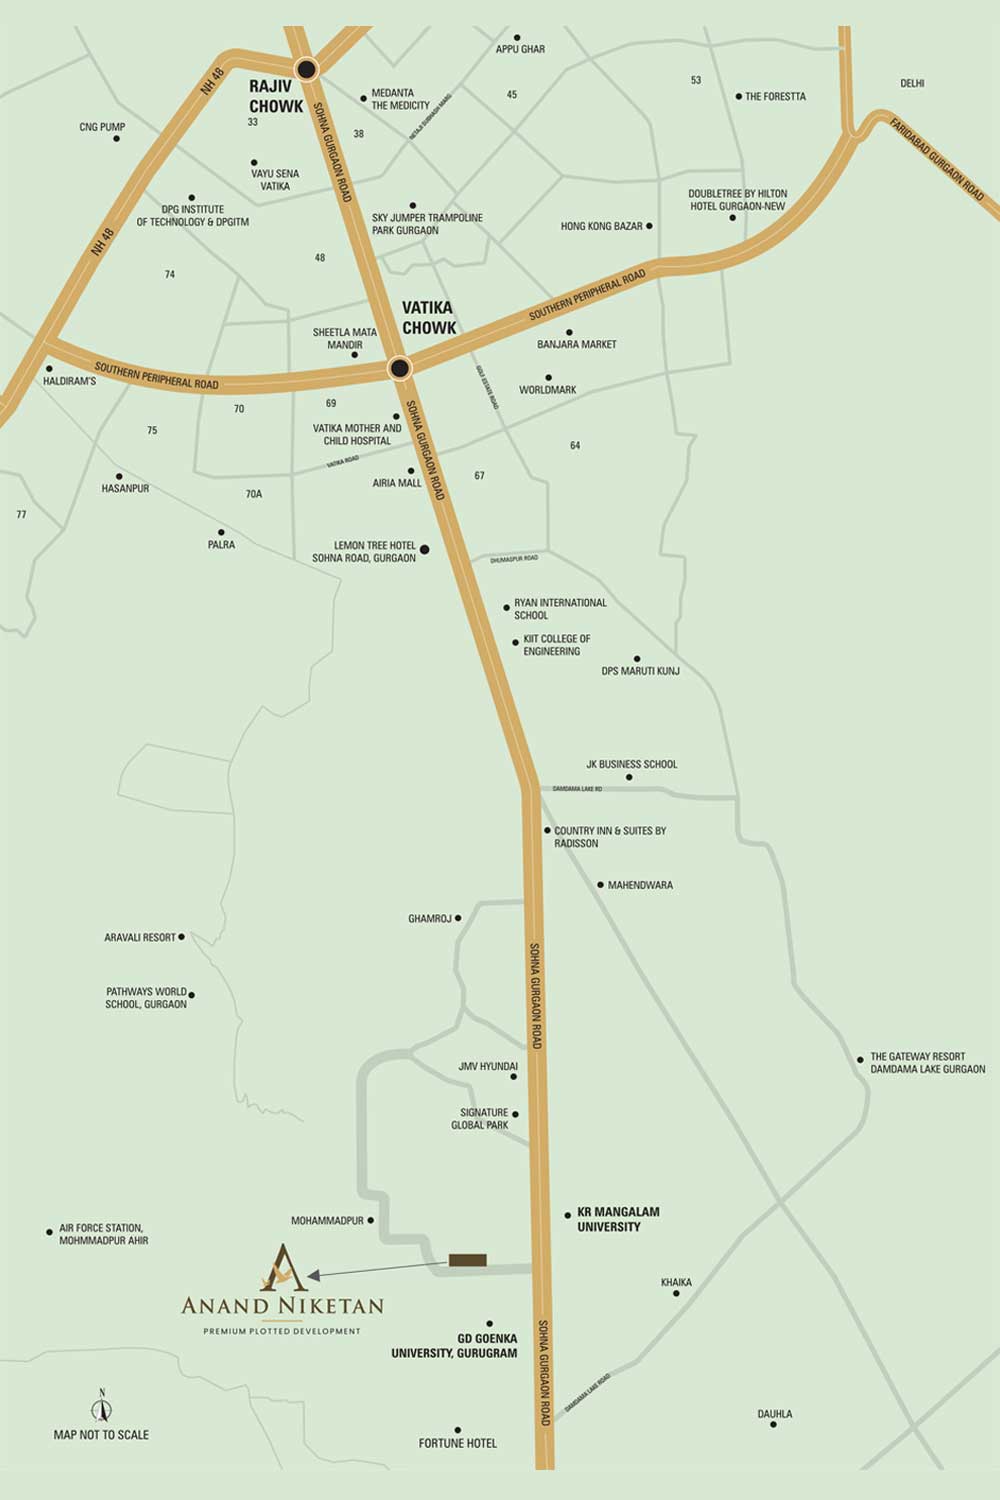 APPU GHAR
NH 48
RAJIV
CHOWK
33
MEDANTA
THE MEDICITY
NETAJI SUBHASH MARG
38
45
53
THE FORESTTA
DELHI
CNG PUMP
SOHNA GURGAON ROAD
FARIDABAD GURGAON ROAD
VAYU SENA
VATIKA
DPG INSTITUTE
OF TECHNOLOGY & DPGITM
SKY JUMPER TRAMPOLINE
PARK GURGAON
HONG KONG BAZAR
DOUBLETREE BY HILTON
HOTEL GURGAON-NEW
NH 48
74
48
SOUTHERN PERIPHERAL ROAD
VATIKA
CHOWK
SHEETLA MATA
MANDIR
BANJARA MARKET
HALDIRAM'S
SOUTHERN PERIPHERAL ROAD
GOLF ESTATE ROAD
WORLDMARK
70
69
75
VATIKA MOTHER AND
CHILD HOSPITAL
SOHNA GURGAON ROAD
64
VATIKA ROAD
AIRIA MALL
67
HASANPUR
70A
77
PALRA
LEMON TREE HOTEL
SOHNA ROAD, GURGAON
DHUMASPUR ROAD
RYAN INTERNATIONAL
SCHOOL
KIIT COLLEGE OF
ENGINEERING
DPS MARUTI KUNJ
JK BUSINESS SCHOOL
DAMDAMA LAKE RD
COUNTRY INN & SUITES BY
RADISSON
MAHENDWARA
GHAMROJ
ARAVALI RESORT
SOHNA GURGAON ROAD
PATHWAYS WORLD
SCHOOL, GURGAON
JMV HYUNDAI
THE GATEWAY RESORT
DAMDAMA LAKE GURGAON
SIGNATURE
GLOBAL PARK
KR MANGALAM
UNIVERSITY
MOHAMMADPUR
AIR FORCE STATION,
MOHMMADPUR AHIR
KHAIKA
A
ANAND NIKETAN
PREMIUM PLOTTED DEVELOPMENT
GD GOENKA
UNIVERSITY, GURUGRAM
SOHNA GURGAON ROAD
DAMDAMA LAKE ROAD
N
MAP NOT TO SCALE
DAUHLA
FORTUNE HOTEL